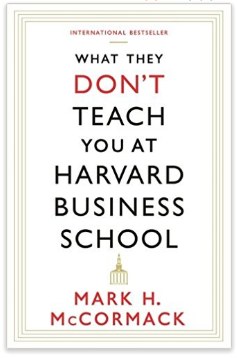 INTERNATIONAL BESTSELLER
WHAT THEY
DON'T
TEACH
YOU AT
HARVARD
BUSINESS
SCHOOL
MARK H.
McCORMACK